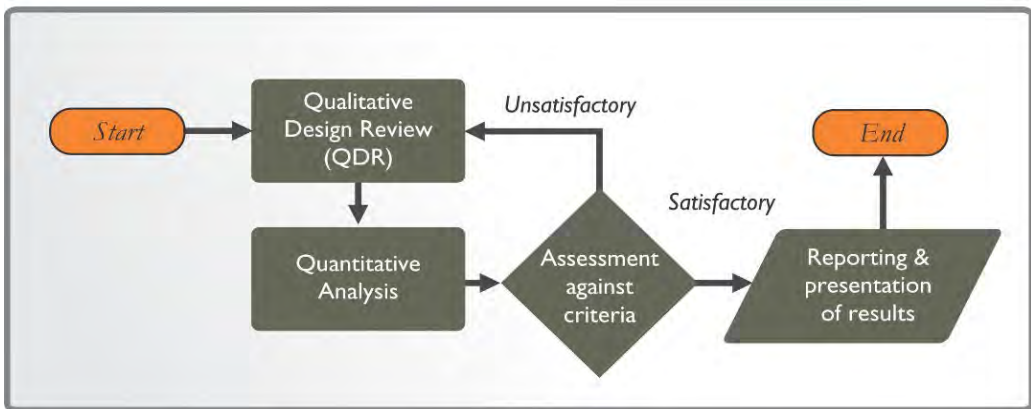 Start
Qualitative
Design Review
(QDR)
Unsatisfactory
End
Quantitative
Analysis
Assessment
against
criteria
Satisfactory
Reporting &
presentation
of results